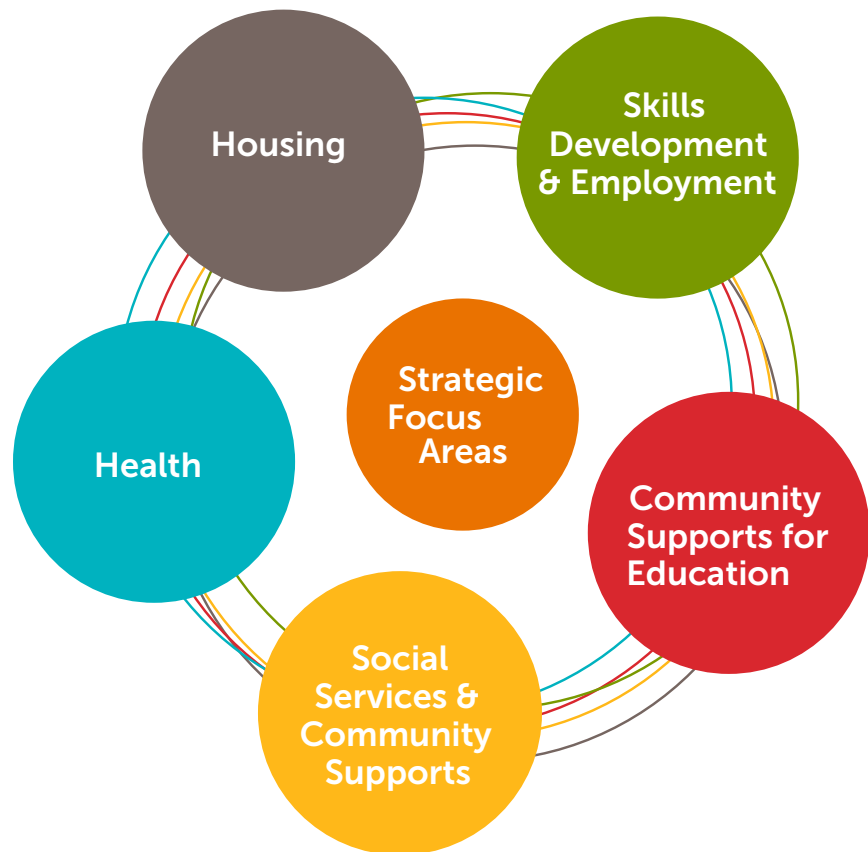 Housing
Skills
Development
& Employment
Strategic
Focus
Areas
Health
Community
Supports for
Education
Social
Services &
Community
Supports